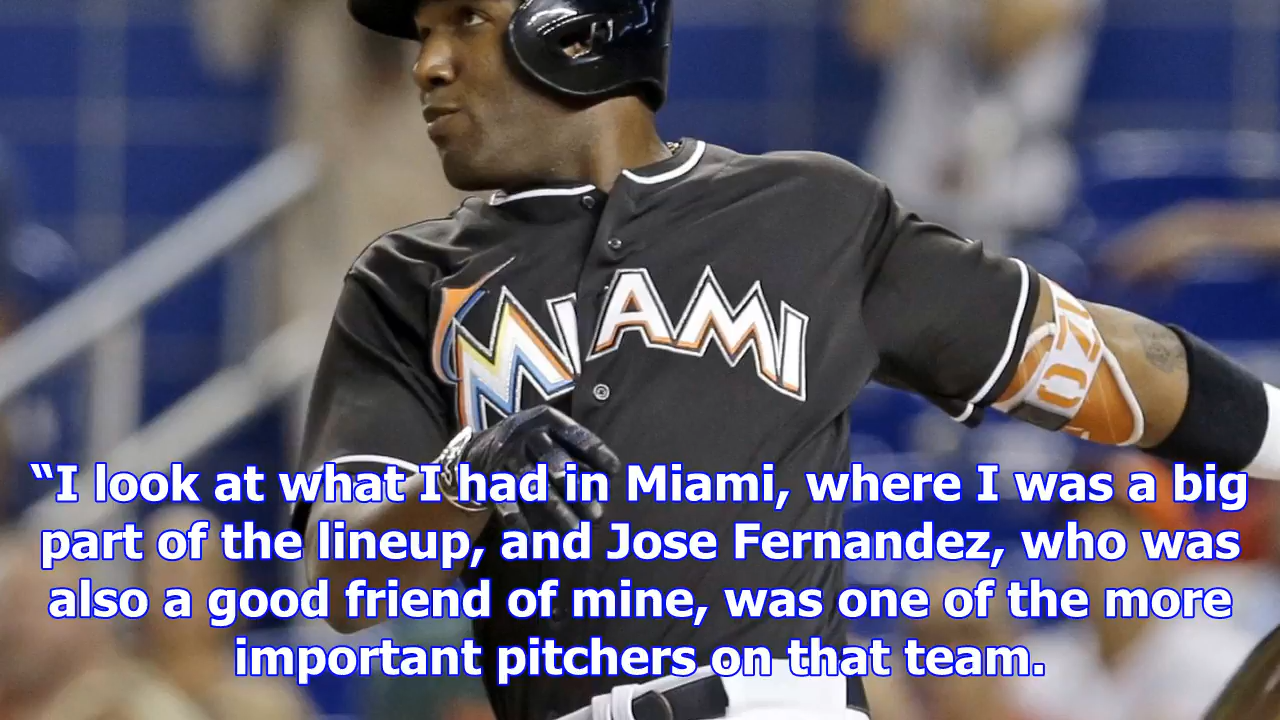 MIAMI
OZU
“I look at what I had in Miami, where I was a big
part of the lineup, and Jose Fernandez, who was
also a good friend of mine, was one of the more
important pitchers on that team.